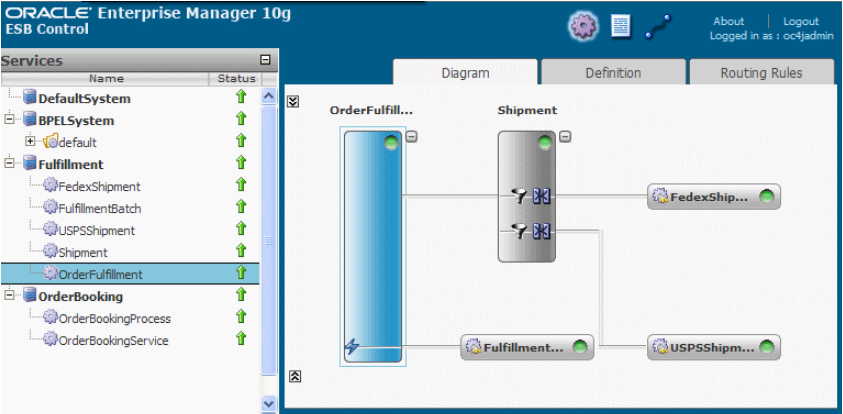 ORACLE Enterprise Manager 10g
ESB Control
About | Logout
Logged in as : oc4jadmin
Services
Name Status
DefaultSystem
BPELSystem
default
Fulfillment
FedexShipment
FulfillmentBatch
USPSShipment
Shipment
OrderFulfillment
OrderBooking
OrderBookingProcess
OrderBookingService
Diagram Definition Routing Rules
OrderFulfill... Shipment
FedexShip...
Fulfillment... USPSShipm...